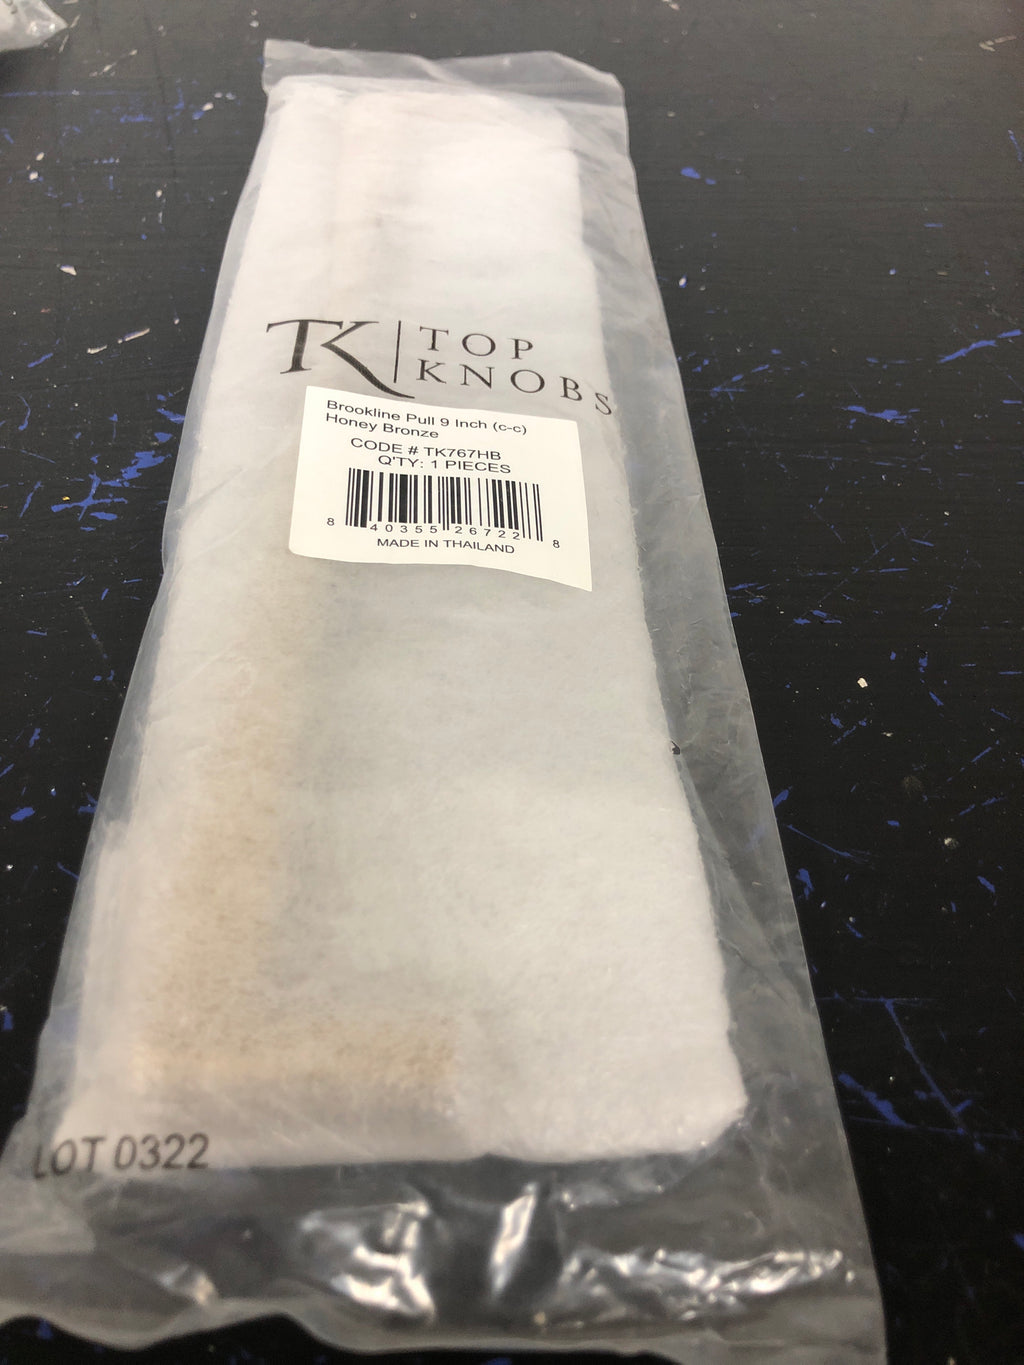 TK | TOP
KNOBS
Brookline Pull 9 Inch (c-c)
Honey Bronze
CODE # TK767HB
Q'TY: 1 PIECES
8 40355 26722 8
MADE IN THAILAND
LOT 0322